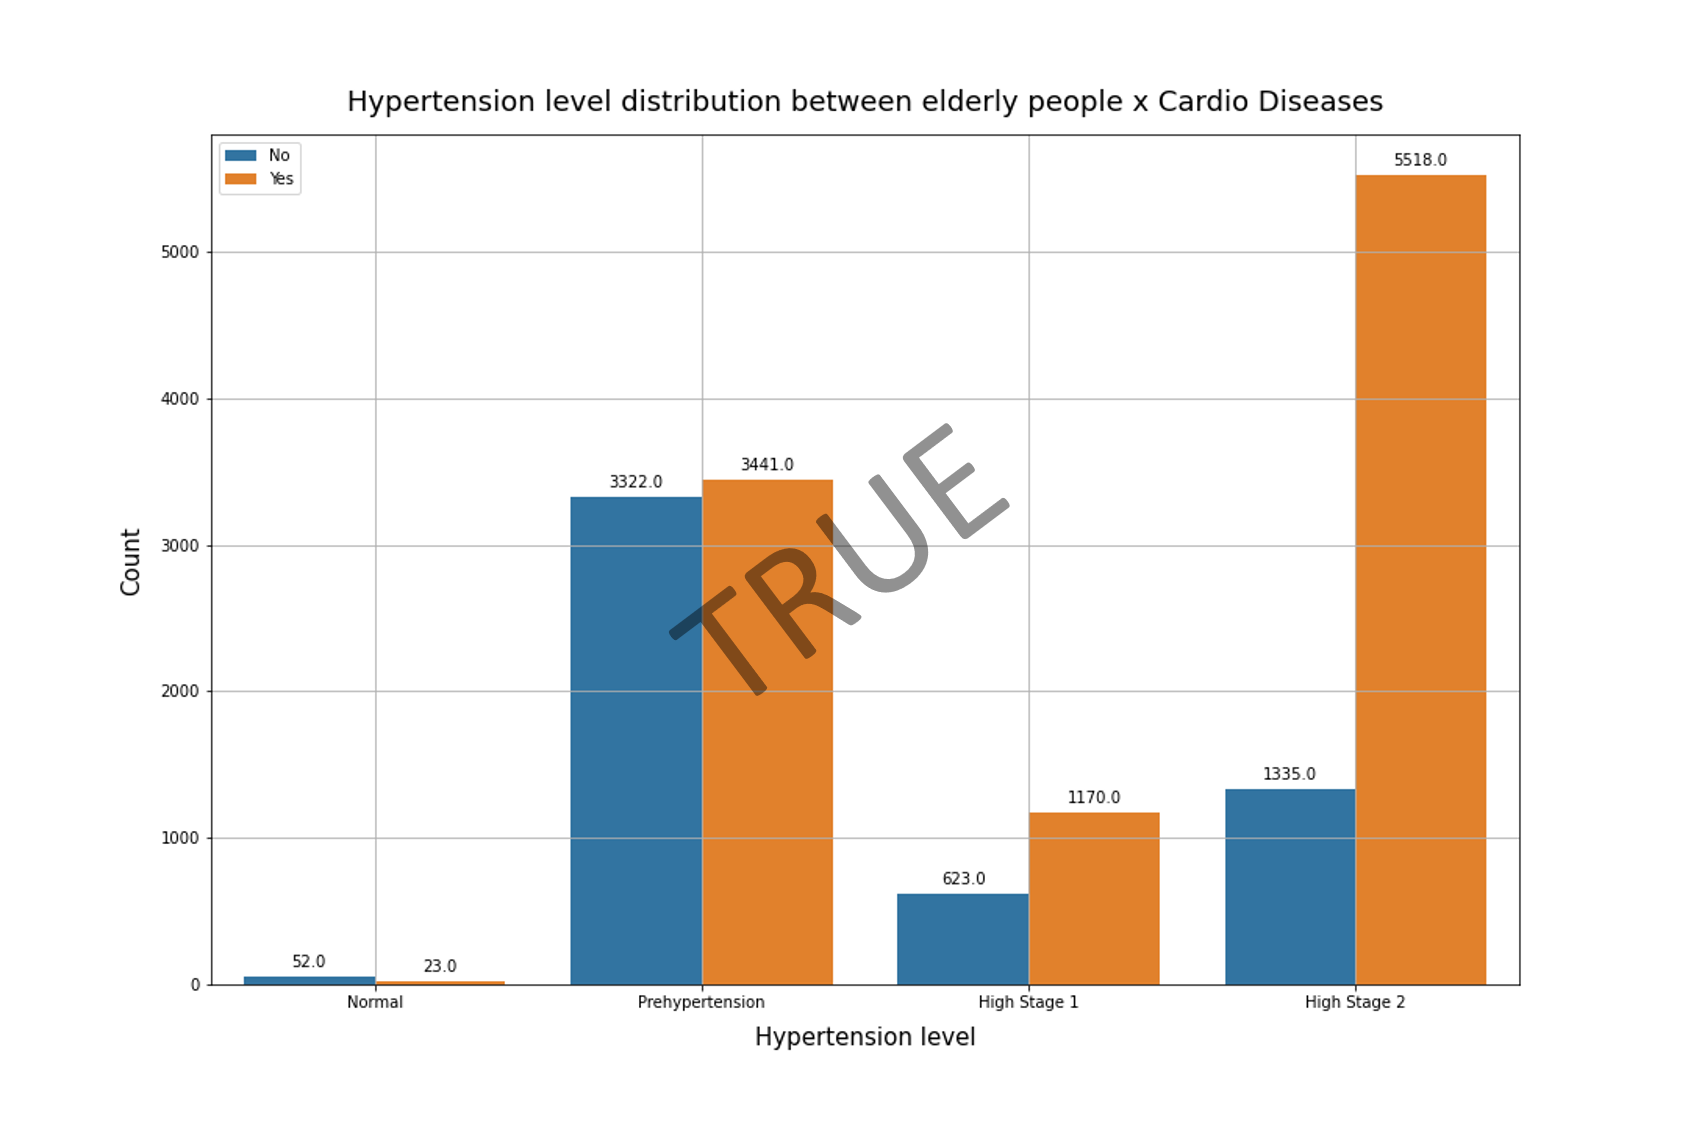 Hypertension level distribution between elderly people x Cardio Diseases
No
Yes
5518.0
5000
4000
3441.0
3322.0
TRUE
3000
Count
2000
1335.0
1170.0
1000
623.0
52.0
23.0
0
Normal Prehypertension High Stage 1 High Stage 2
Hypertension level